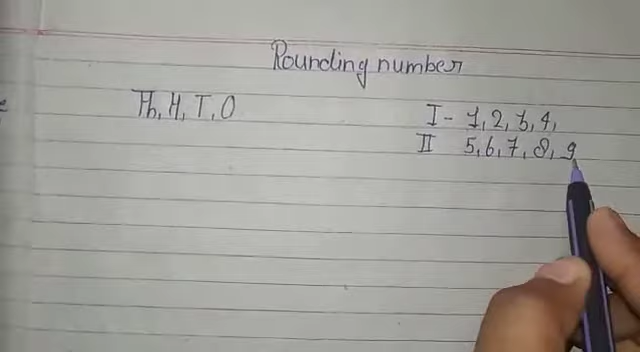 Rounding number
Th, H, T, O
I - 1, 2, 3, 4,
II 5, 6, 7, 8, 9